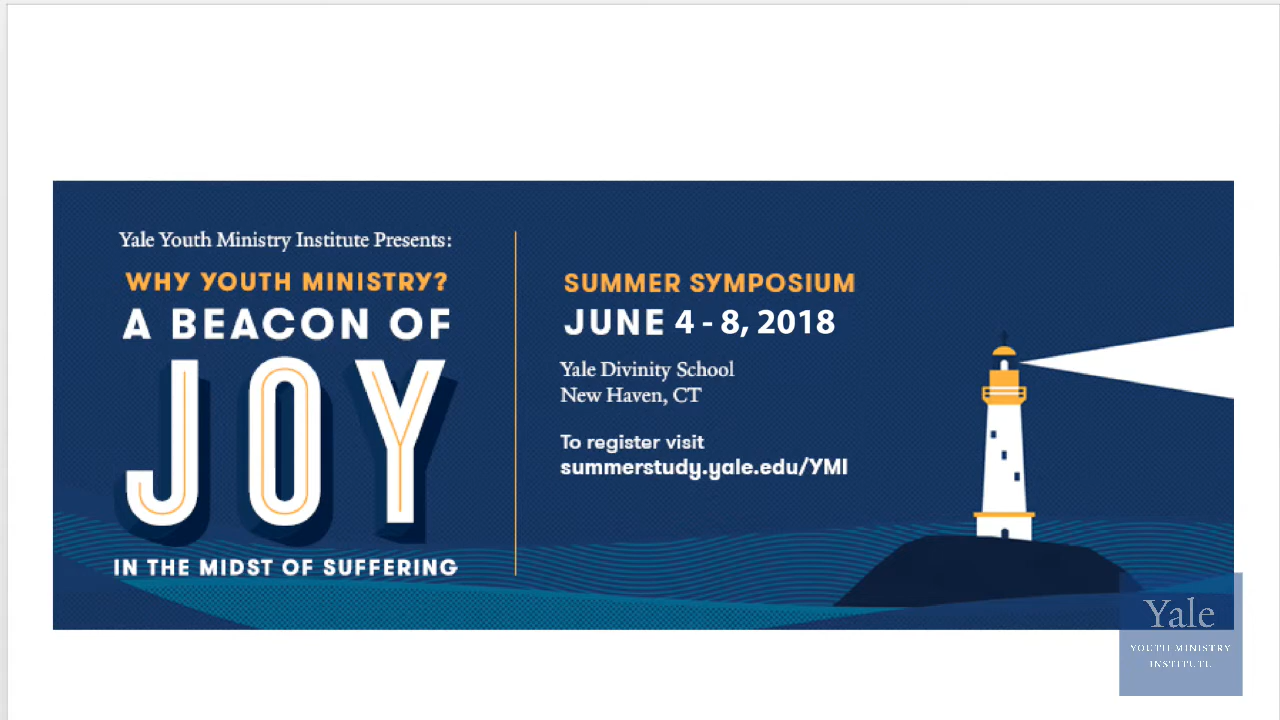 Yale Youth Ministry Institute Presents:
WHY YOUTH MINISTRY?
A BEACON OF
JOY
IN THE MIDST OF SUFFERING
SUMMER SYMPOSIUM
JUNE 4 - 8, 2018
Yale Divinity School
New Haven, CT
To register visit
summerstudy.yale.edu/YMI
Yale
YOUTH MINISTRY
INSTITUTE